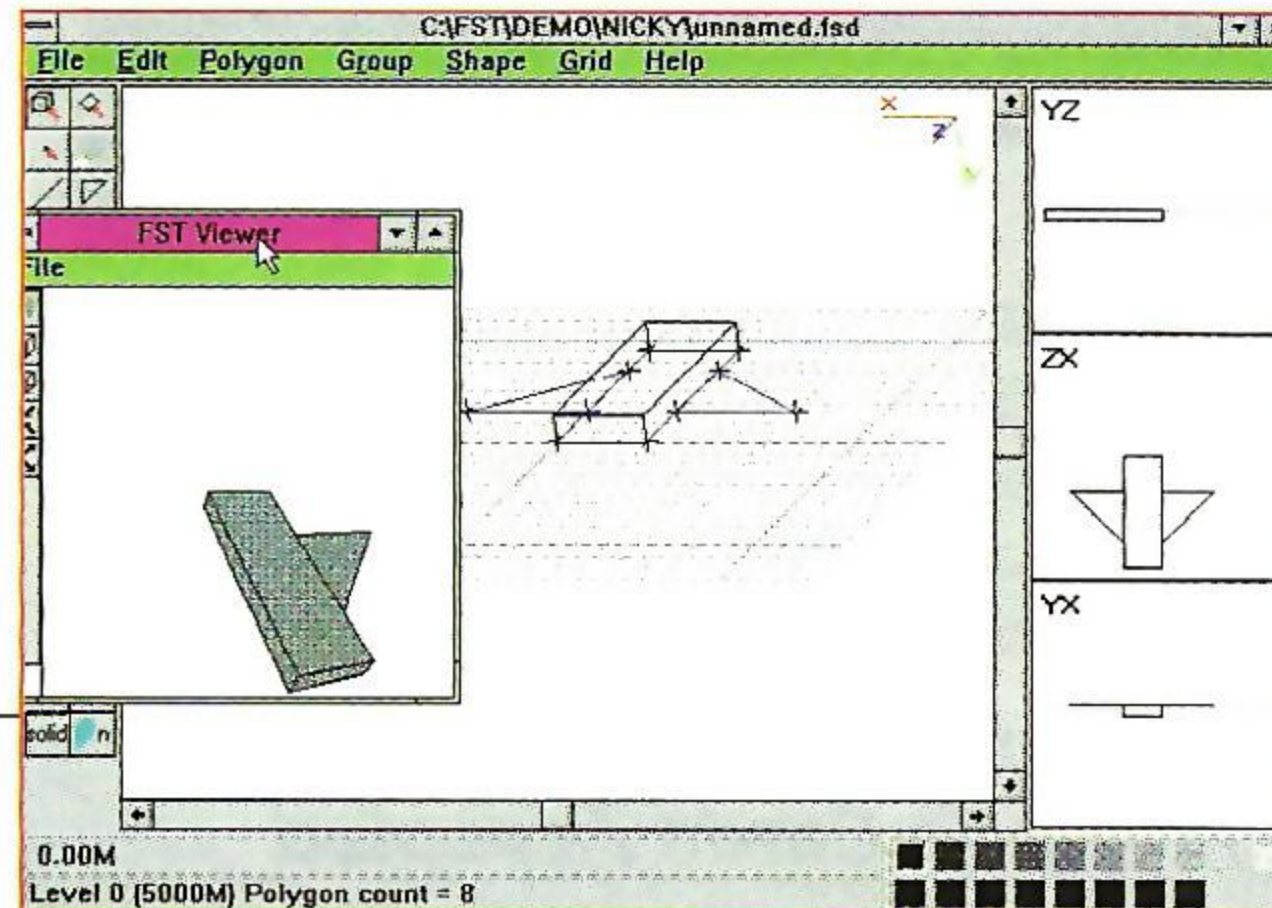 C:\FST\DEMO\NICKY\unnamed.fsd
File Edit Polygon Group Shape Grid Help
X
Z
Y
YZ
FST Viewer
File
ZX
YX
solid n
0.00M
Level 0 (5000M) Polygon count = 8